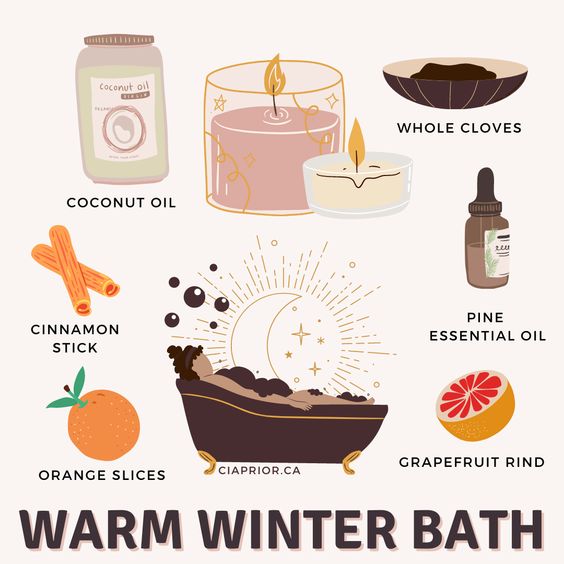 coconut oil
VIRGIN
WHOLE CLOVES
COCONUT OIL
CINNAMON
STICK
PINE
ESSENTIAL OIL
ORANGE SLICES
GRAPEFRUIT RIND
CIAPRIOR.CA
WARM WINTER BATH